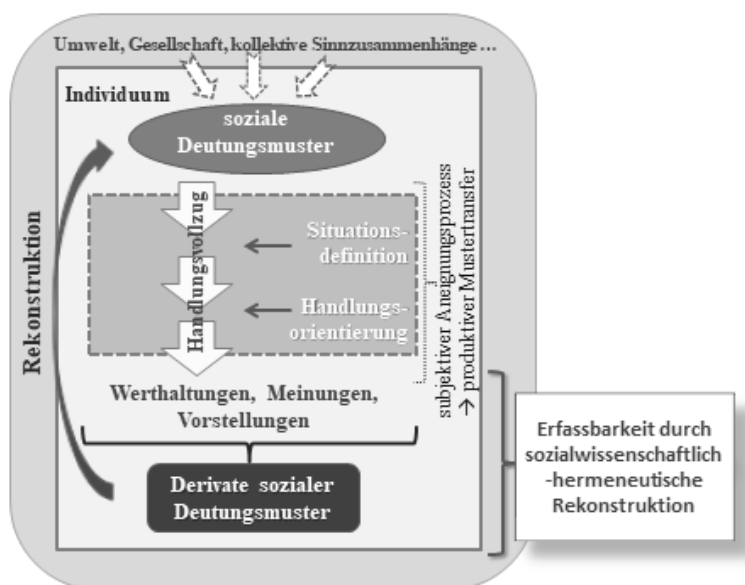 Umwelt, Gesellschaft, kollektive Sinnzusammenhänge ...
Individuum
soziale
Deutungsmuster
Handlungsvollzug
Situations-
definition
Handlungs-
orientierung
subjektiver Aneignungsprozess
→ produktiver Mustertransfer
Rekonstruktion
Werthaltungen, Meinungen,
Vorstellungen
Derivate sozialer
Deutungsmuster
Erfassbarkeit durch
sozialwissenschaftlich
-hermeneutische
Rekonstruktion